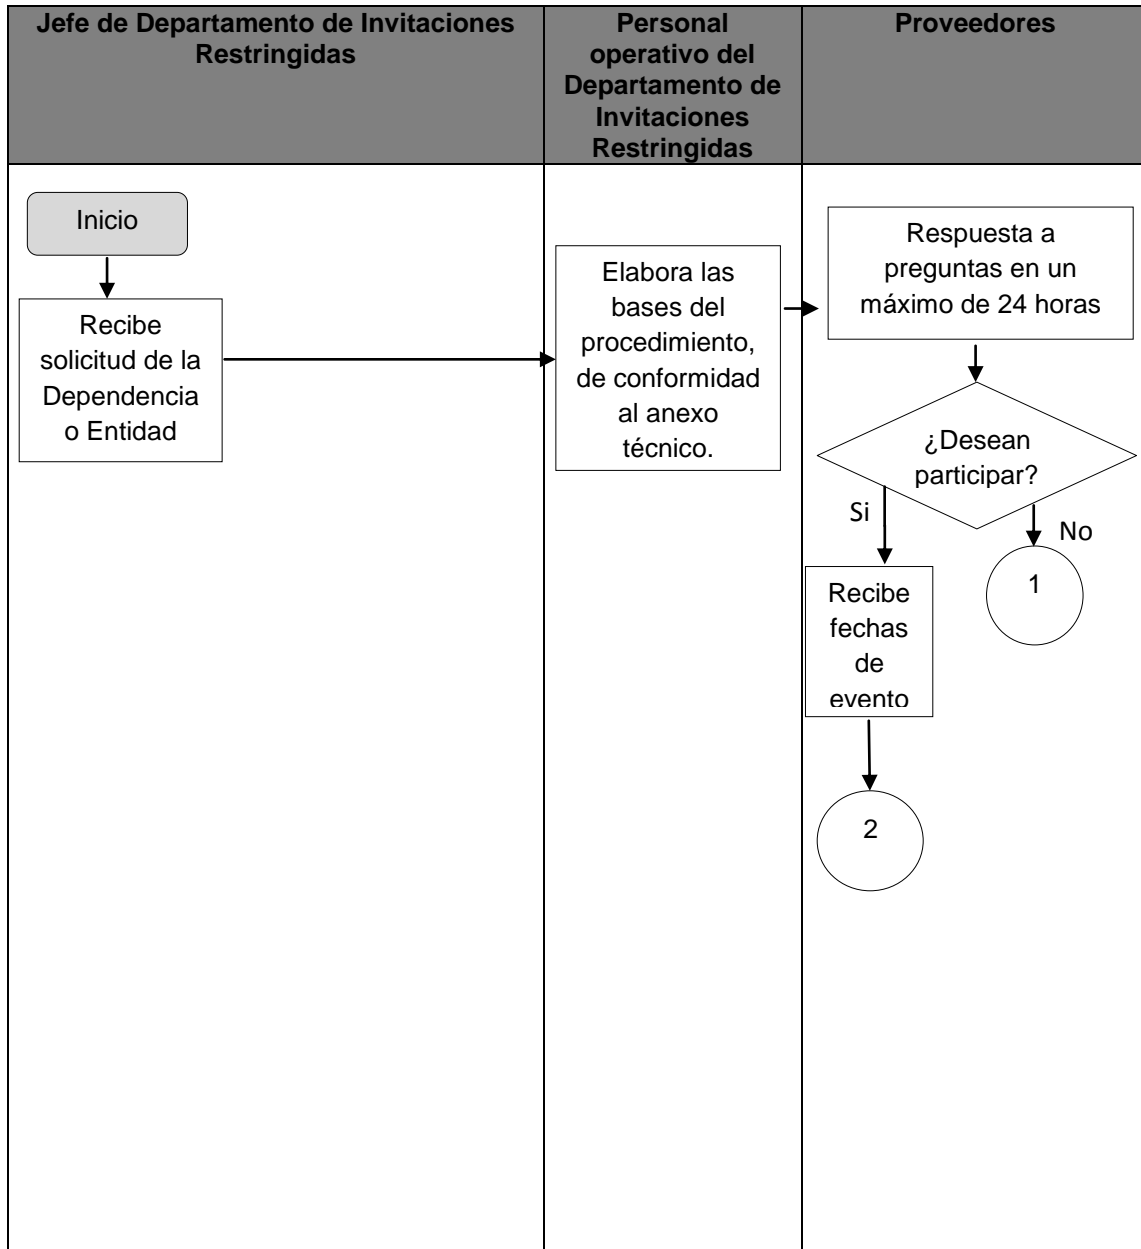 Jefe de Departamento de Invitaciones
Restringidas
Personal
operativo del
Departamento de
Invitaciones
Restringidas
Proveedores
Inicio
Recibe
solicitud de la
Dependencia
o Entidad
Elabora las
bases del
procedimiento,
de conformidad
al anexo
técnico.
Respuesta a
preguntas en un
máximo de 24 horas
¿Desean
participar?
Si
No
1
Recibe
fechas
de
evento
2